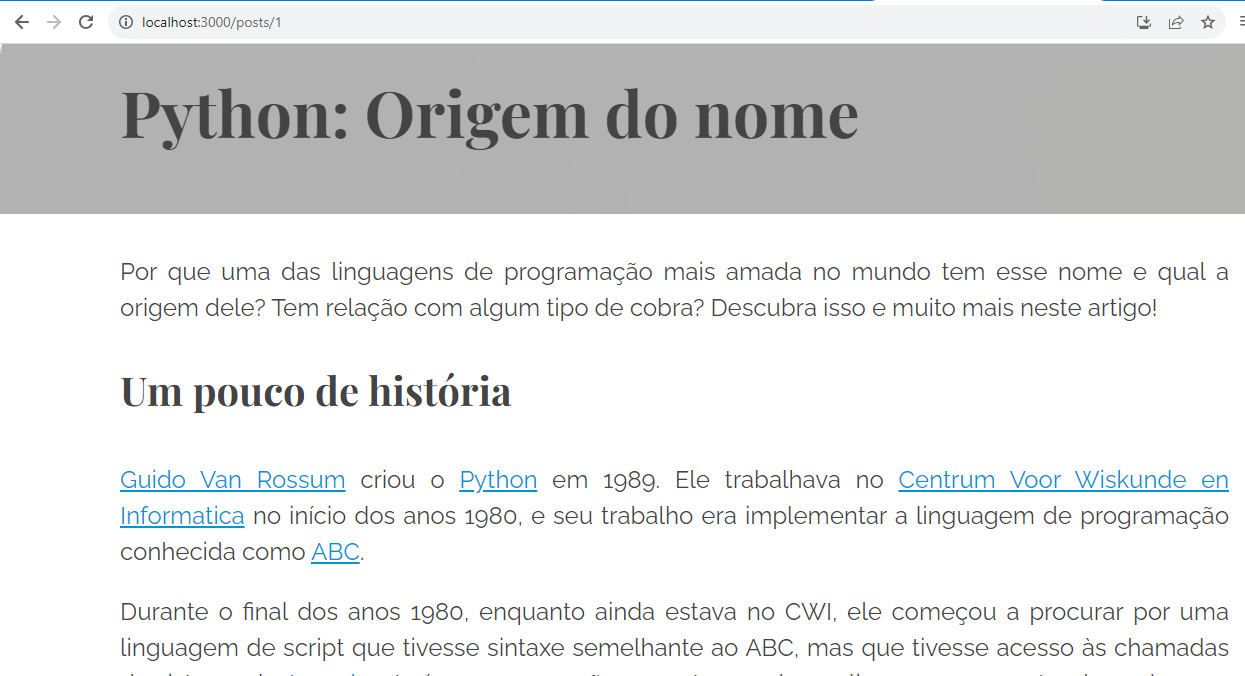 localhost:3000/posts/1
Python: Origem do nome
Por que uma das linguagens de programação mais amada no mundo tem esse nome e qual a
origem dele? Tem relação com algum tipo de cobra? Descubra isso e muito mais neste artigo!
Um pouco de história
Guido Van Rossum criou o Python em 1989. Ele trabalhava no Centrum Voor Wiskunde en
Informatica no início dos anos 1980, e seu trabalho era implementar a linguagem de programação
conhecida como ABC.
Durante o final dos anos 1980, enquanto ainda estava no CWI, ele começou a procurar por uma
linguagem de script que tivesse sintaxe semelhante ao ABC, mas que tivesse acesso às chamadas